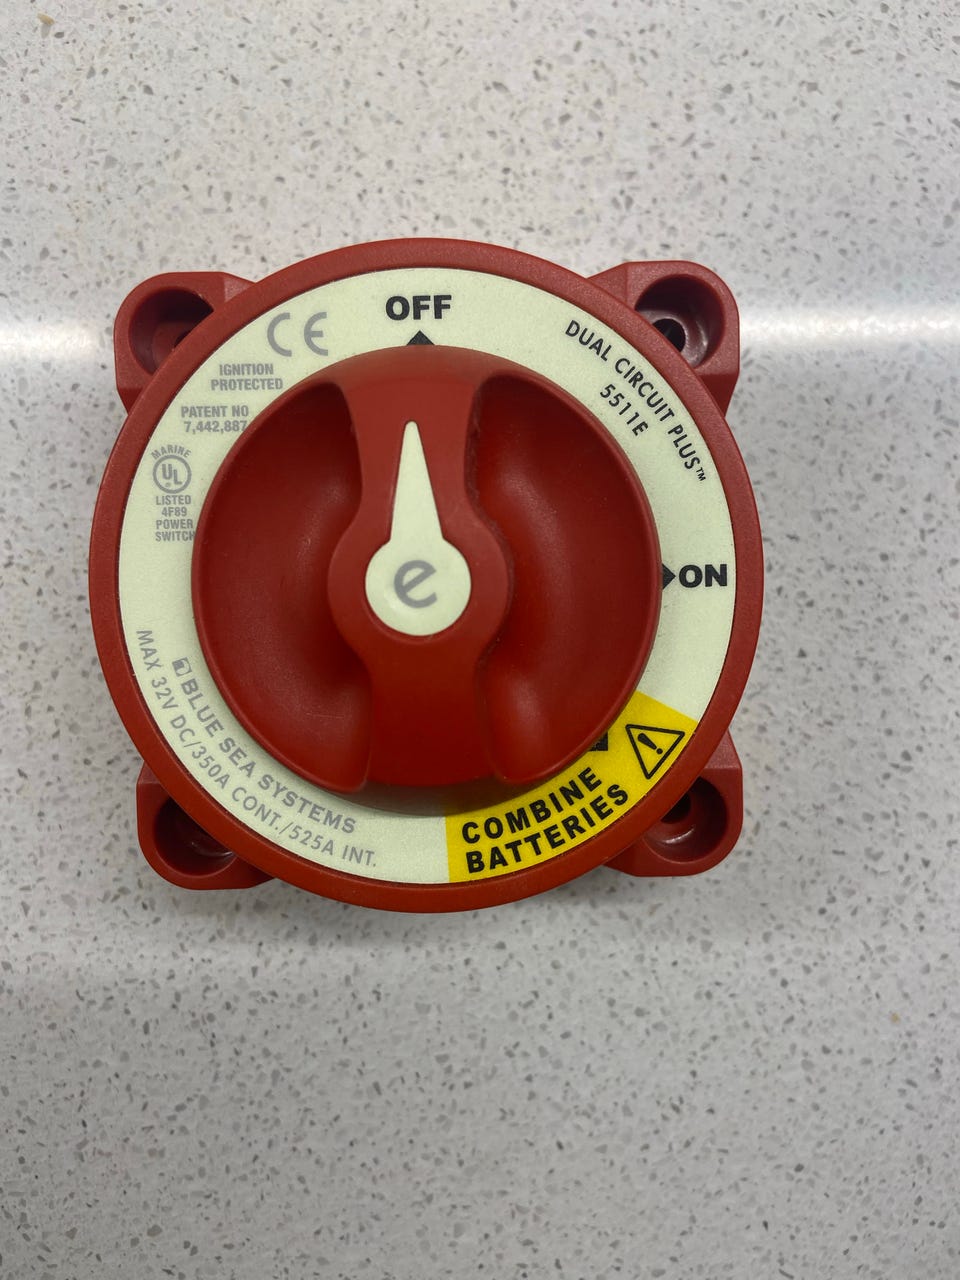 OFF
CE
IGNITION
PROTECTED
PATENT NO
7,442,887
MARINE
UL
LISTED
4F89
POWER
SWITCH
DUAL CIRCUIT PLUS™
5511E
ON
e
COMBINE
BATTERIES
BLUE SEA SYSTEMS
MAX 32V DC/350A CONT./525A INT.